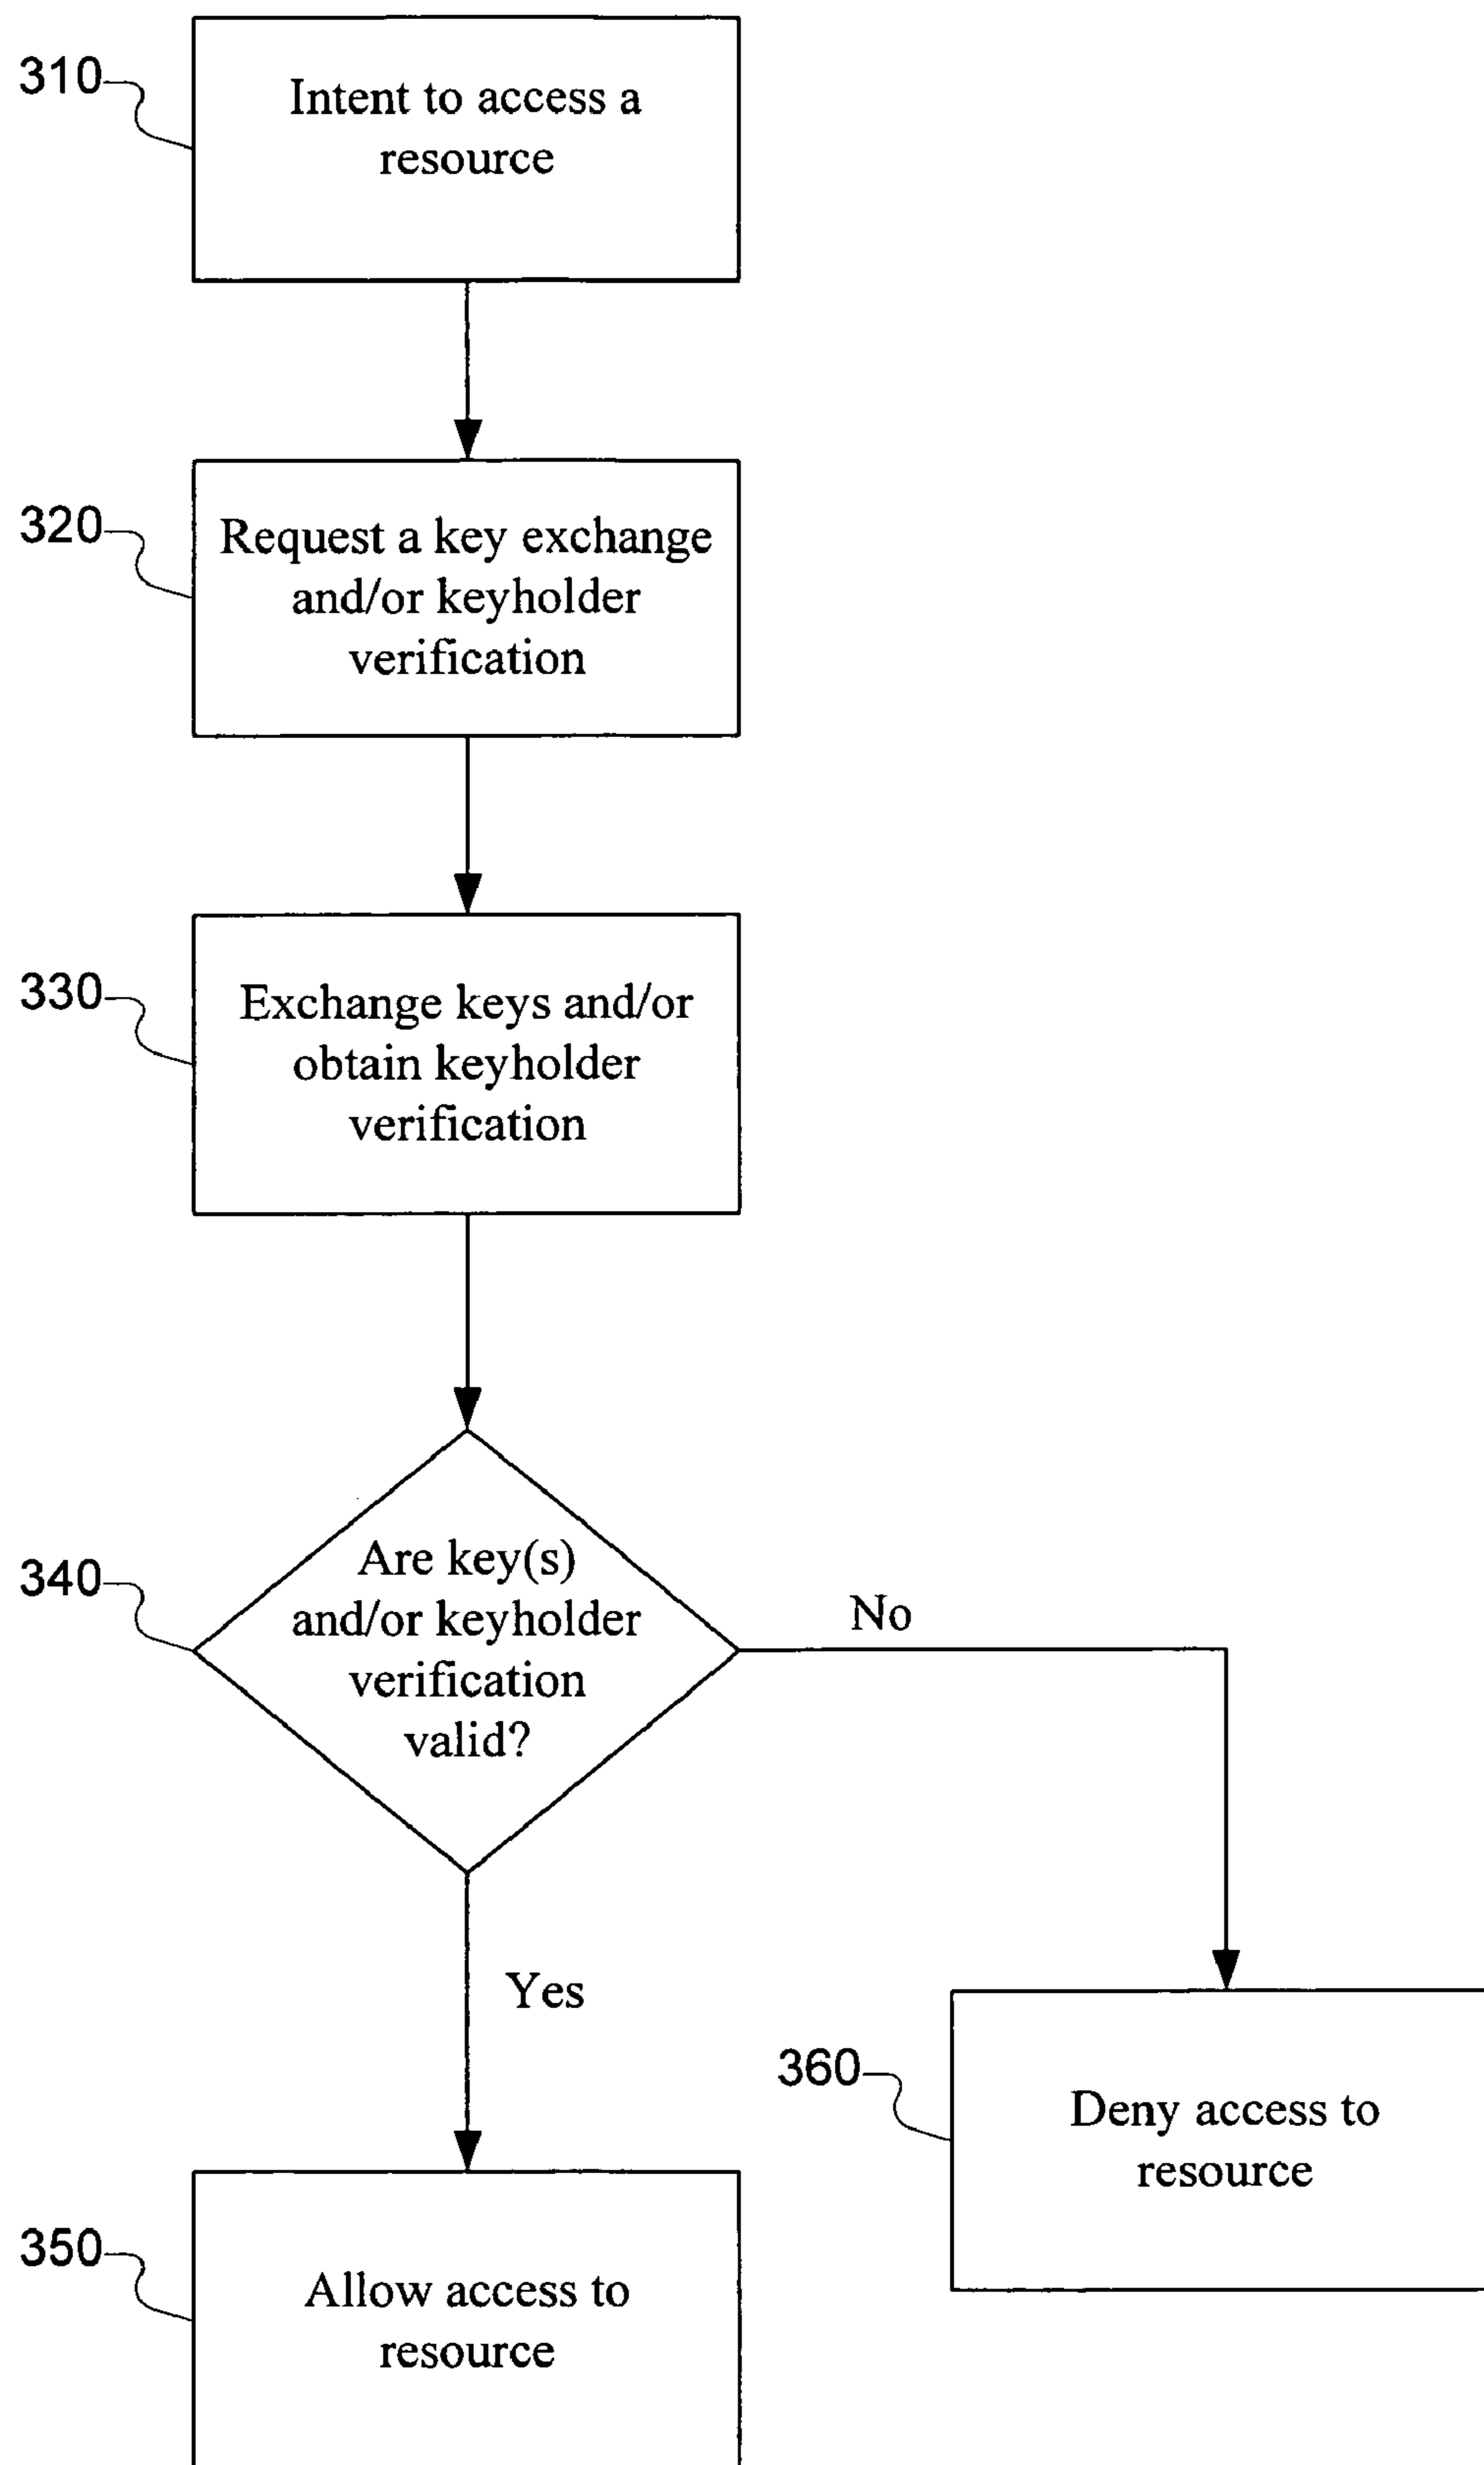 310
Intent to access a
resource
320
Request a key exchange
and/or keyholder
verification
330
Exchange keys and/or
obtain keyholder
verification
340
Are key(s)
and/or keyholder
verification
valid?
No
Yes
360
Deny access to
resource
350
Allow access to
resource